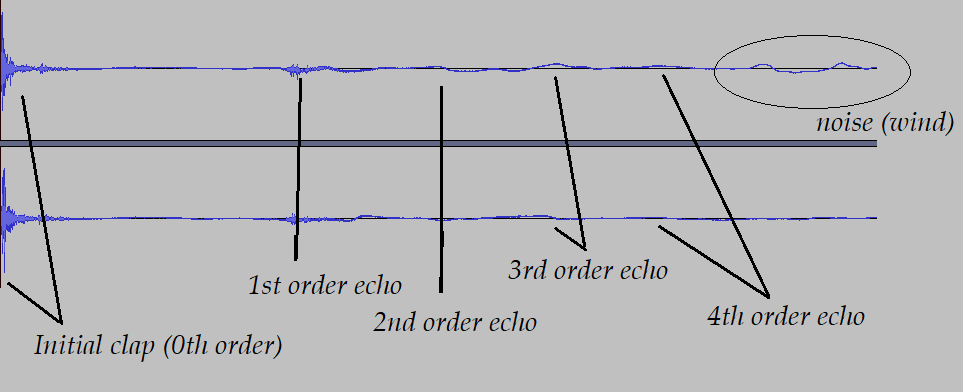 noise (wind)
1st order echo
3rd order echo
2nd order echo
4th order echo
Initial clap (0th order)